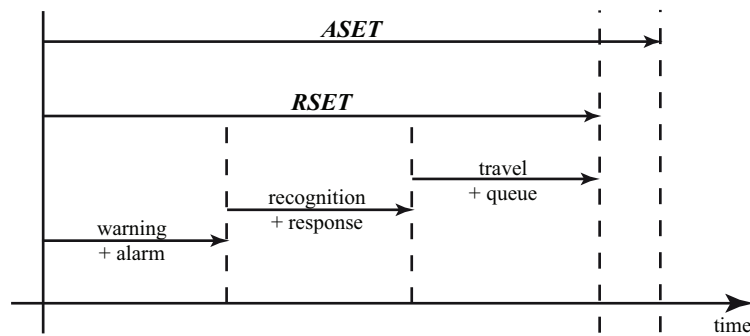 ASET
RSET
travel
+ queue
recognition
+ response
warning
+ alarm
time